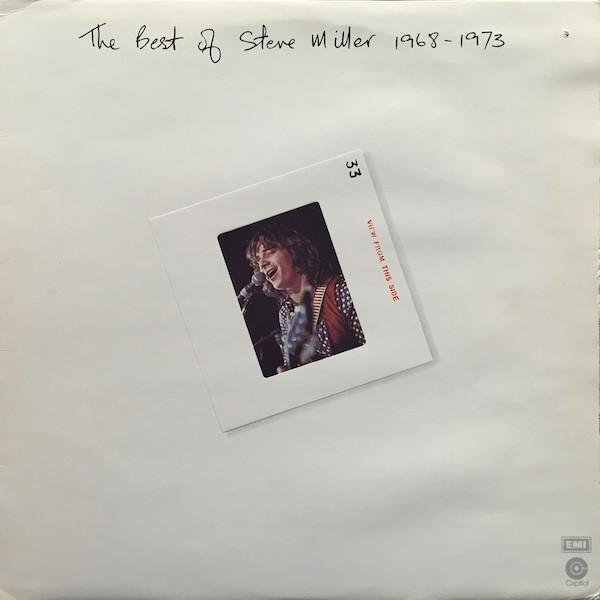 The Best of Steve Miller 1968-1973
33
VIEW FROM THIS SIDE
EMI
Capitol